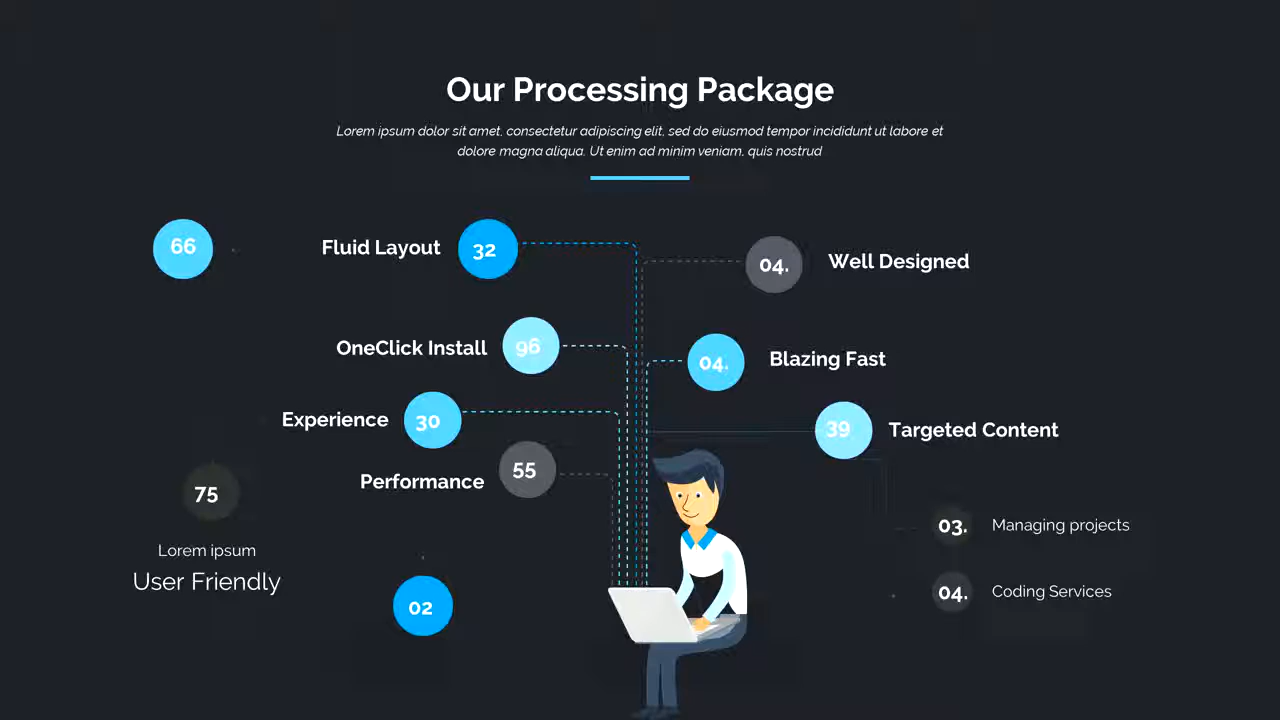 Our Processing Package
Lorem ipsum dolor sit amet, consectetur adipiscing elit, sed do eiusmod tempor incididunt ut labore et
dolore magna aliqua. Ut enim ad minim veniam, quis nostrud
66
Fluid Layout
32
04.
Well Designed
OneClick Install
96
04.
Blazing Fast
Experience
30
39
Targeted Content
Performance
55
75
Lorem ipsum
User Friendly
02
03.
Managing projects
04.
Coding Services